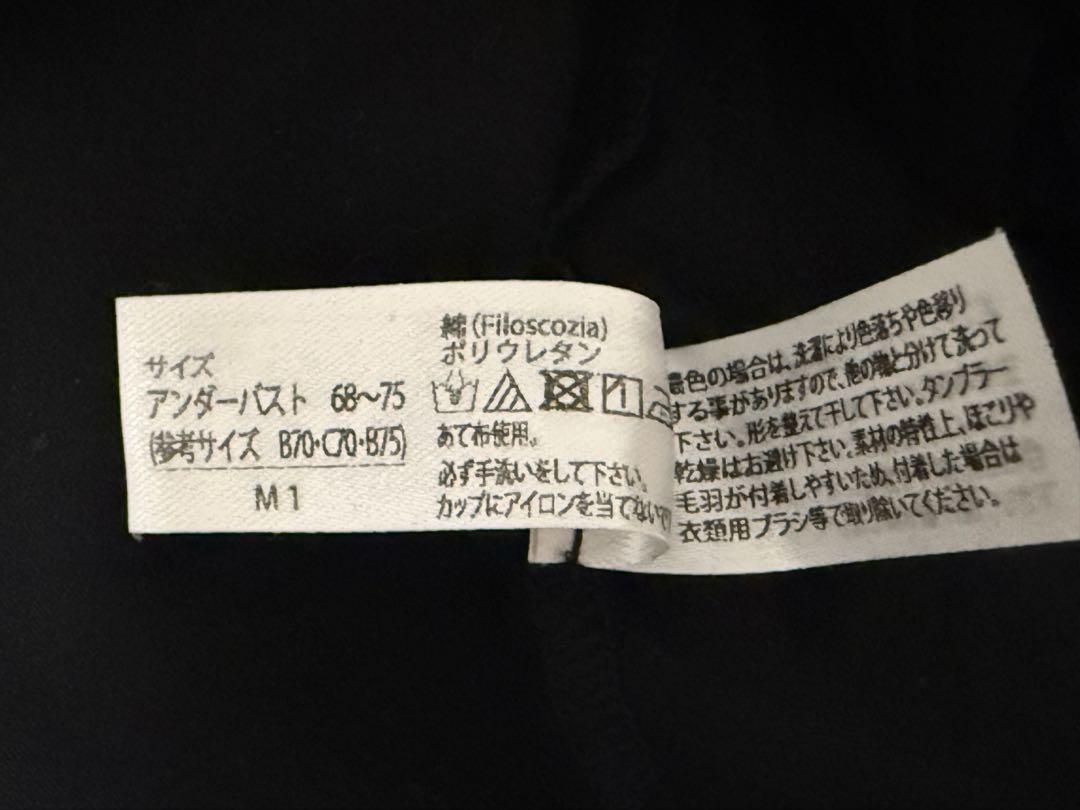 サイズ
アンダーバスト 68～75
(参考サイズ B70・C70・B75)
M1
綿(Filoscozia)
ポリウレタン
あて布使用。
必ず手洗いをして下さい。
カップにアイロンを当てないで
濃色の場合は、洗濯により色落ちや色移り
する事がありますので、他の物と分けて洗って
下さい。形を整えて干して下さい。タンブラー
乾燥はお避け下さい。素材の特性上、ほこりや
毛羽が付着しやすいため、付着した場合は
衣類用ブラシ等で取り除いてください。